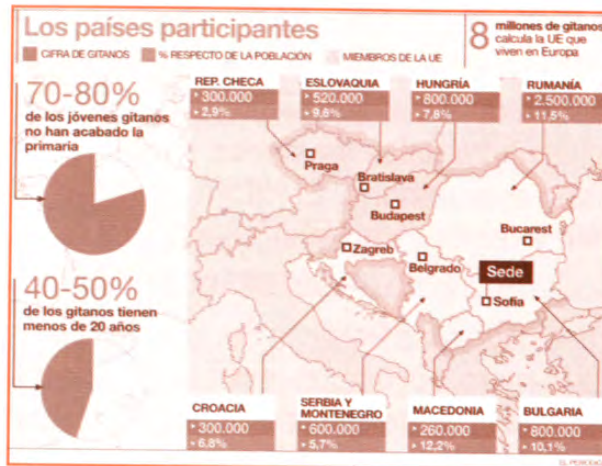 Los países participantes
CIFRA DE GITANOS % RESPECTO DE LA POBLACIÓN MIEMBROS DE LA UE
8 millones de gitanos
calcula la UE que
viven en Europa
70-80%
de los jóvenes gitanos
no han acabado la
primaria
40-50%
de los gitanos tienen
menos de 20 años
REP. CHECA
300.000
2,9%
ESLOVAQUIA
520.000
9,6%
HUNGRÍA
800.000
7,8%
RUMANÍA
2.500.000
11,5%
Praga
Bratislava
Budapest
Bucarest
Zagreb
Belgrado
Sede
Sofía
CROACIA
300.000
6,8%
SERBIA Y
MONTENEGRO
600.000
5,7%
MACEDONIA
260.000
12,2%
BULGARIA
800.000
10,1%